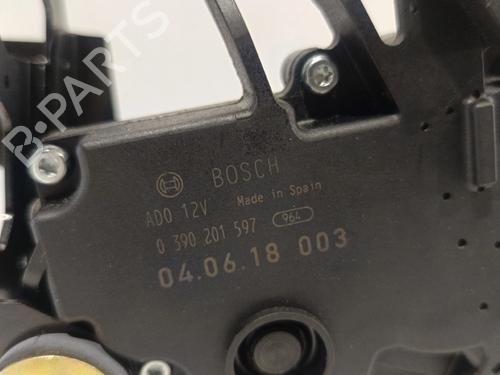 B-PARTS
BOSCH
ADO 12V Made in Spain
0 390 201 597 964
04.06.18 003